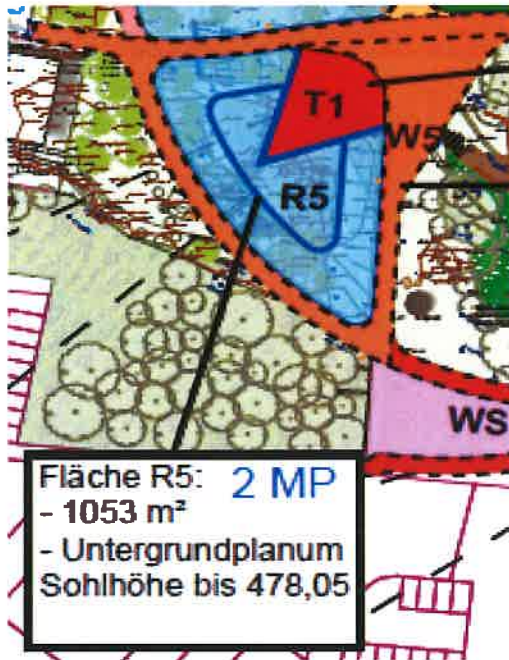 T1
W5
R5
WS
Fläche R5: 2 MP
- 1053 m²
- Untergrundplanum
Sohlhöhe bis 478,05